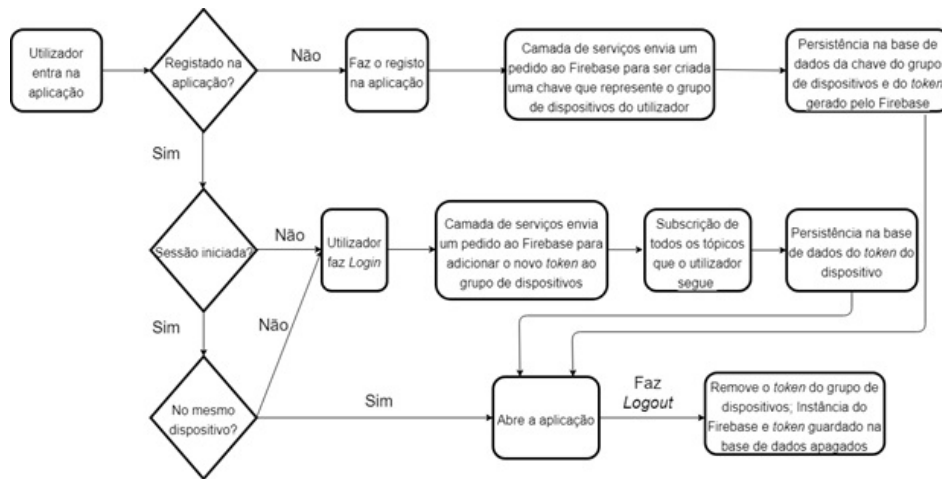 Utilizador
entra na
aplicação
Registado na
aplicação?
Não
Faz o registo
na aplicação
Camada de serviços envia um
pedido ao Firebase para ser criada
uma chave que represente o grupo
de dispositivos do utilizador
Persistência na base de
dados da chave do grupo
de dispositivos e do token
gerado pelo Firebase
Sim
Sessão iniciada?
Não
Utilizador
faz Login
Camada de serviços envia
um pedido ao Firebase para
adicionar o novo token ao
grupo de dispositivos
Subscrição de
todos os tópicos
que o utilizador
segue
Persistência na base
de dados do token do
dispositivo
Sim
Não
No mesmo
dispositivo?
Sim
Abre a aplicação
Faz
Logout
Remove o token do grupo de
dispositivos; Instância do
Firebase e token guardado na
base de dados apagados